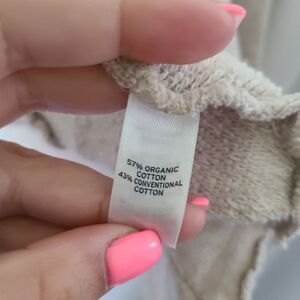 57% ORGANIC
COTTON
43% CONVENTIONAL
COTTON